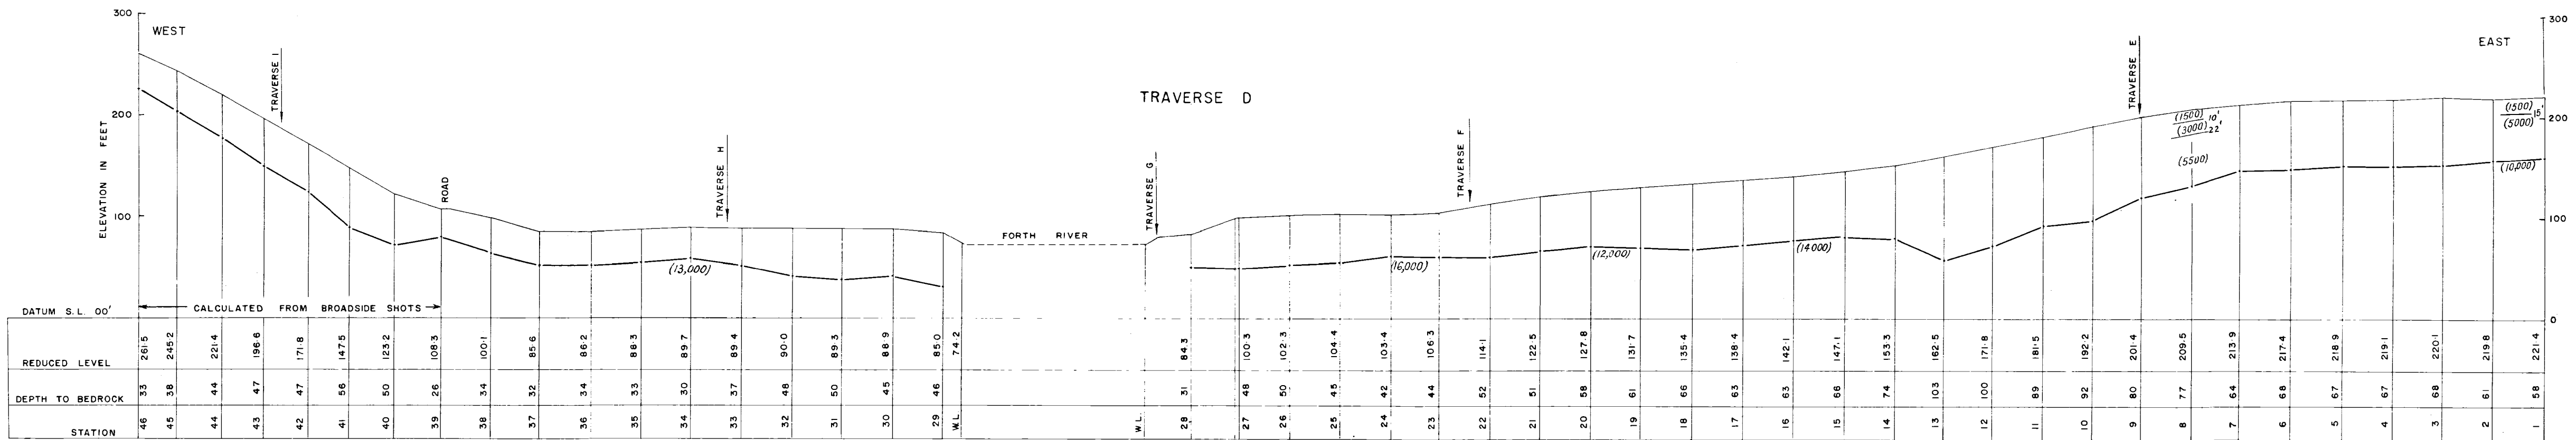 TRAVERSE D
WEST
EAST
300
200
100
ELEVATION IN FEET
300
200
100
0
TRAVERSE I
ROAD
TRAVERSE H
FORTH RIVER
TRAVERSE G
TRAVERSE F
TRAVERSE E
(13,000)
(16,000)
(12,000)
(14000)
(1500) 10'
(3000) 22'
(5500)
(1500) 15'
(5000)
(10,000)
CALCULATED FROM BROADSIDE SHOTS
DATUM S.L. 00'
REDUCED LEVEL 261·5 245·2 221·4 196·6 171·8 147·5 123·2 108·3 100·1 85·6 86·2 88·3 89·7 89·4 90·0 89·3 88·9 85·0 74·2 84·3 100·3 102·3 104·4 103·4 106·3 114·1 122·5 127·8 131·7 135·4 138·4 142·1 147·1 153·3 162·5 171·8 181·5 192·2 201·4 209·5 213·9 217·4 218·9 219·1 220·1 219·8 221·4
DEPTH TO BEDROCK 33 38 44 47 47 56 50 26 34 32 34 33 30 37 48 50 45 46 31 48 50 45 42 44 52 51 58 61 66 63 63 66 74 103 100 89 92 80 77 64 68 67 67 68 61 58
STATION 46 45 44 43 42 41 40 39 38 37 36 35 34 33 32 31 30 29 W.L. W.L. 28 27 26 25 24 23 22 21 20 19 18 17 16 15 14 13 12 11 10 9 8 7 6 5 4 3 2 1